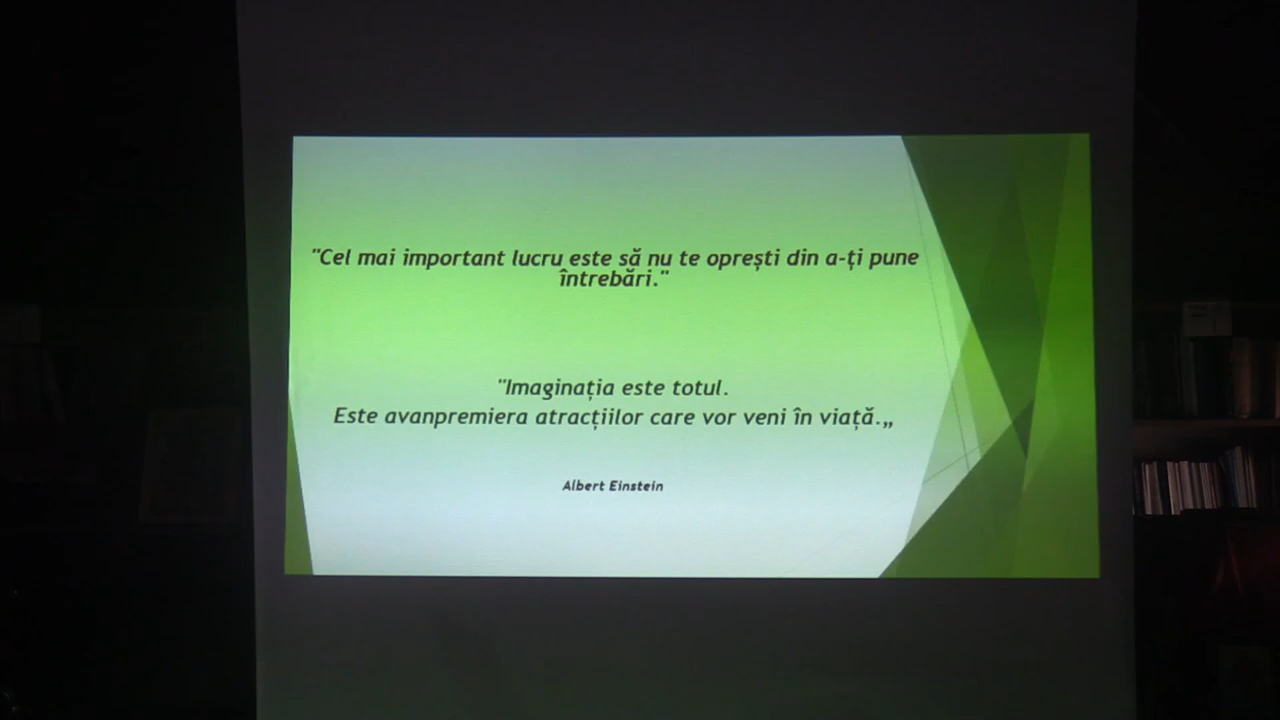 "Cel mai important lucru este să nu te oprești din a-ți pune
întrebări."
"Imaginația este totul.
Este avanpremiera atracțiilor care vor veni în viață.„
Albert Einstein